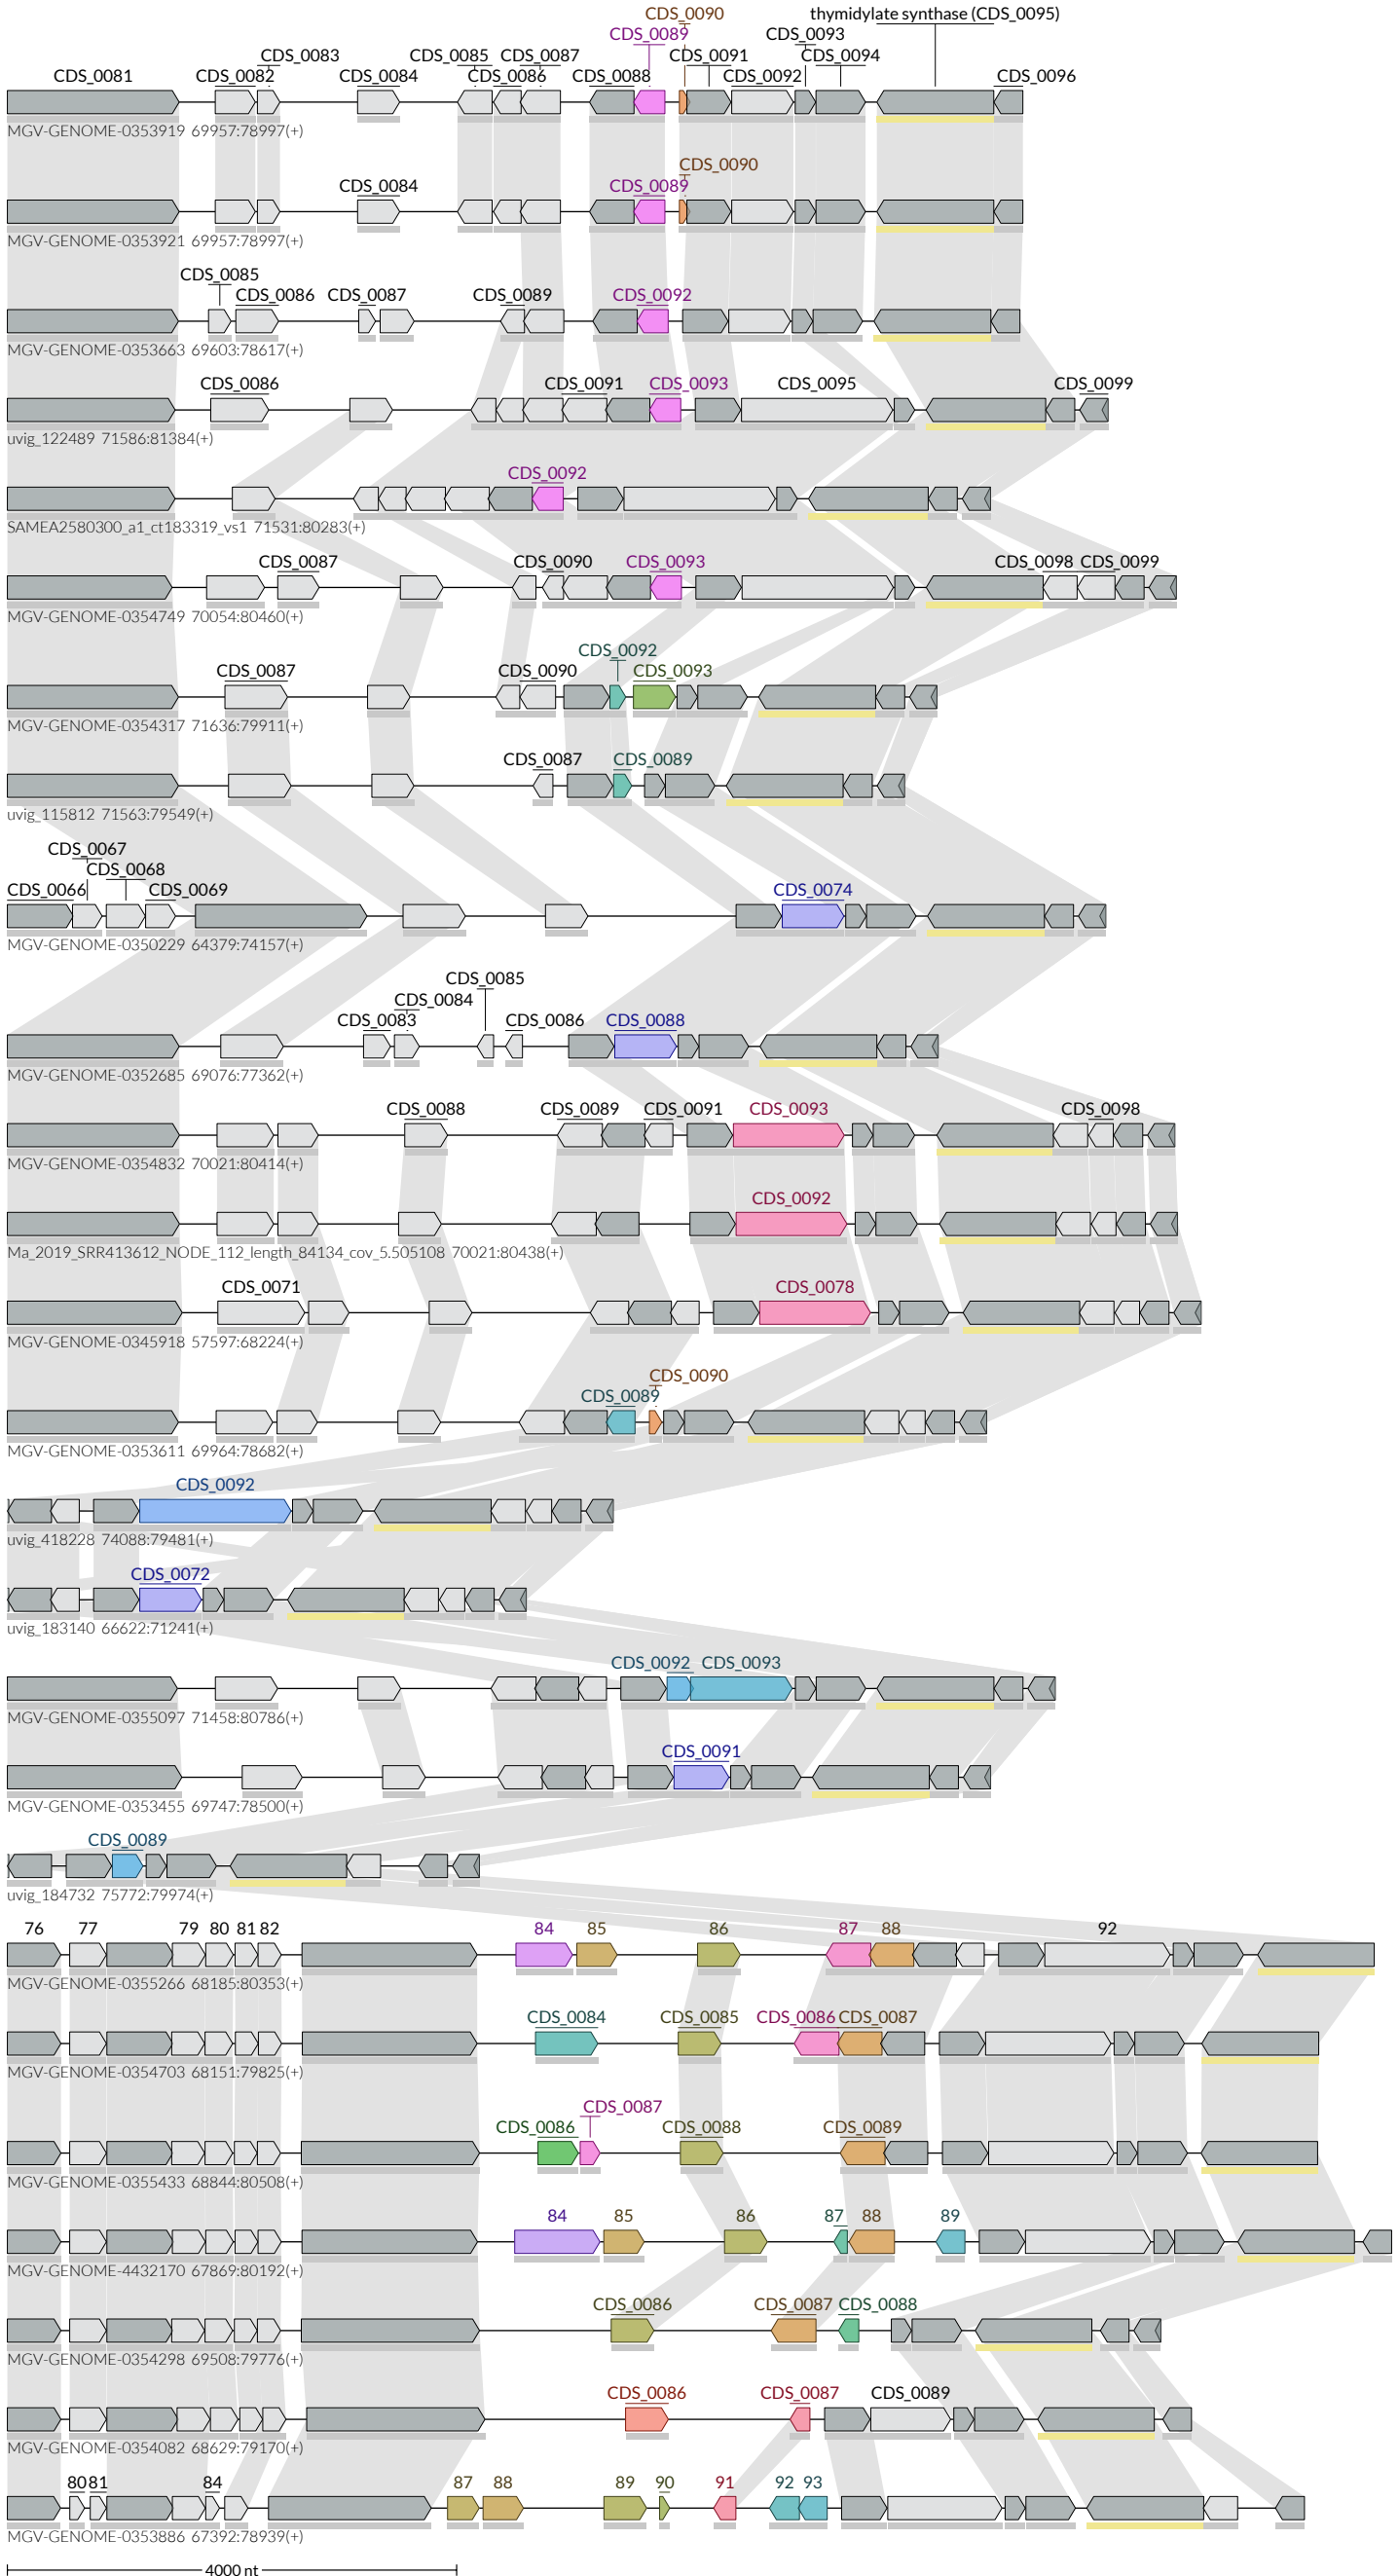 CDS_0090 thymidylate synthase (CDS_0095)
CDS_0089 CDS_0093
CDS_0083 CDS_0085 CDS_0087 CDS_0091 CDS_0094
CDS_0081 CDS_0082 CDS_0084 CDS_0086 CDS_0088 CDS_0092 CDS_0096
MGV-GENOME-0353919 69957:78997(+)
CDS_0090
CDS_0084 CDS_0089
MGV-GENOME-0353921 69957:78997(+)
CDS_0085
CDS_0086 CDS_0087 CDS_0089 CDS_0092
MGV-GENOME-0353663 69603:78617(+)
CDS_0086 CDS_0091 CDS_0093 CDS_0095 CDS_0099
uvig_122489 71586:81384(+)
CDS_0092
SAMEA2580300_a1_ct183319_vs1 71531:80283(+)
CDS_0087 CDS_0090 CDS_0093 CDS_0098 CDS_0099
MGV-GENOME-0354749 70054:80460(+)
CDS_0092
CDS_0087 CDS_0090 CDS_0093
MGV-GENOME-0354317 71636:79911(+)
CDS_0087 CDS_0089
uvig_115812 71563:79549(+)
CDS_0067
CDS_0068
CDS_0066 CDS_0069 CDS_0074
MGV-GENOME-0350229 64379:74157(+)
CDS_0085
CDS_0084
CDS_0083 CDS_0086 CDS_0088
MGV-GENOME-0352685 69076:77362(+)
CDS_0088 CDS_0089 CDS_0091 CDS_0093 CDS_0098
MGV-GENOME-0354832 70021:80414(+)
CDS_0092
Ma_2019_SRR413612_NODE_112_length_84134_cov_5.505108 70021:80438(+)
CDS_0071 CDS_0078
MGV-GENOME-0345918 57597:68224(+)
CDS_0090
CDS_0089
MGV-GENOME-0353611 69964:78682(+)
CDS_0092
uvig_418228 74088:79481(+)
CDS_0072
uvig_183140 66622:71241(+)
CDS_0092 CDS_0093
MGV-GENOME-0355097 71458:80786(+)
CDS_0091
MGV-GENOME-0353455 69747:78500(+)
CDS_0089
uvig_184732 75772:79974(+)
76 77 79 80 81 82 84 85 86 87 88 92
MGV-GENOME-0355266 68185:80353(+)
CDS_0084 CDS_0085 CDS_0086 CDS_0087
MGV-GENOME-0354703 68151:79825(+)
CDS_0087
CDS_0086 CDS_0088 CDS_0089
MGV-GENOME-0355433 68844:80508(+)
84 85 86 87 88 89
MGV-GENOME-4432170 67869:80192(+)
CDS_0086 CDS_0087 CDS_0088
MGV-GENOME-0354298 69508:79776(+)
CDS_0086 CDS_0087 CDS_0089
MGV-GENOME-0354082 68629:79170(+)
80 81 84 87 88 89 90 91 92 93
MGV-GENOME-0353886 67392:78939(+)
4000 nt